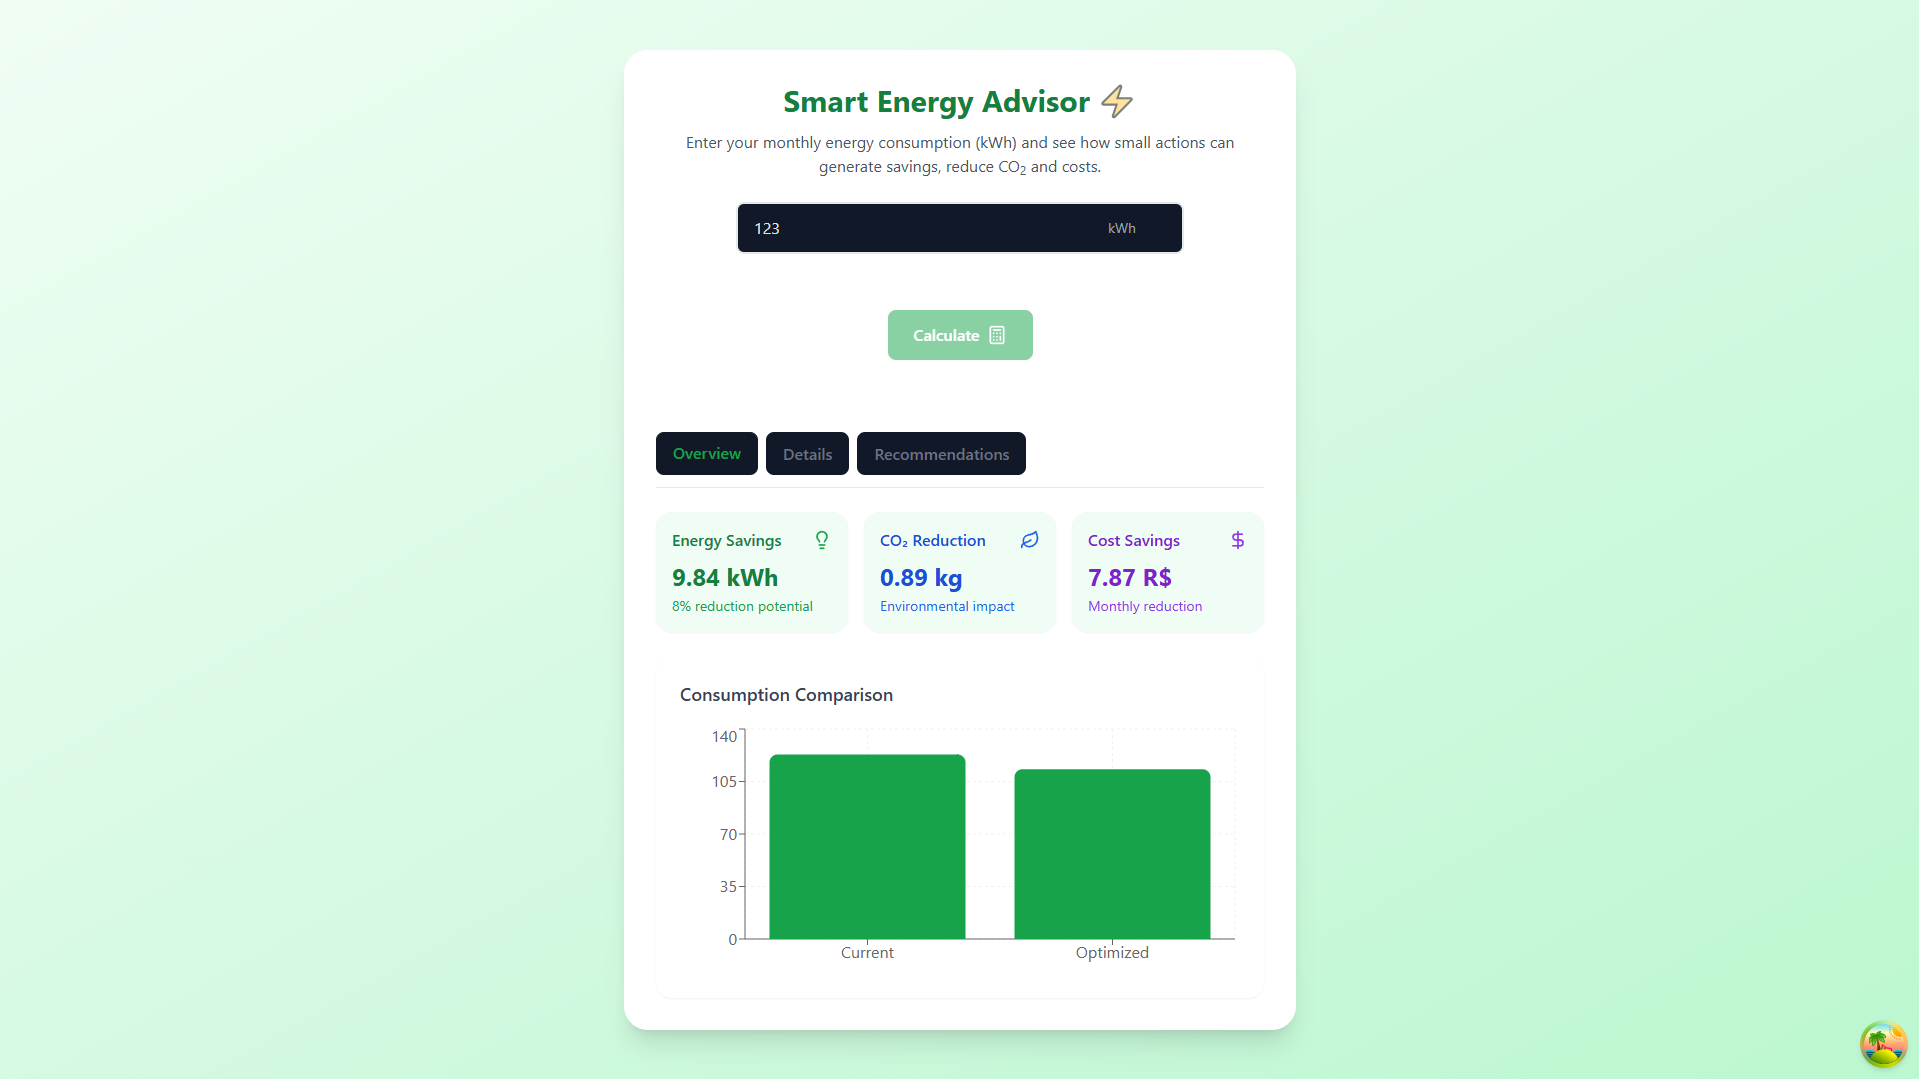 Smart Energy Advisor ⚡
Enter your monthly energy consumption (kWh) and see how small actions can
generate savings, reduce CO₂ and costs.
123 kWh
Calculate
Overview Details Recommendations
Energy Savings
9.84 kWh
8% reduction potential
CO₂ Reduction
0.89 kg
Environmental impact
Cost Savings $
7.87 R$
Monthly reduction
Consumption Comparison
140
105
70
35
0
Current Optimized